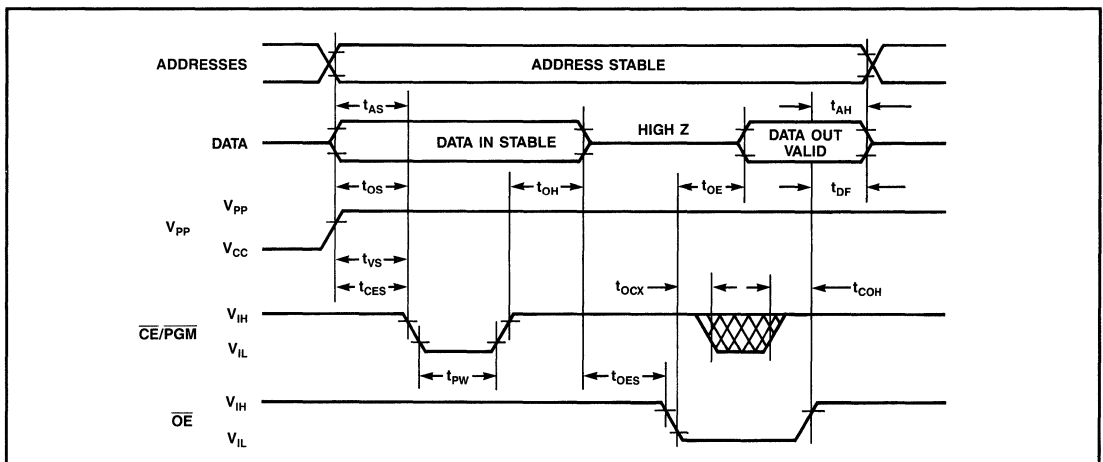 ADDRESSES
ADDRESS STABLE
tAS
tAH
DATA
DATA IN STABLE
HIGH Z
DATA OUT
VALID
tOS
tOH
tOE
tDF
VPP
VPP
VCC
tVS
tCES
tOCX
tCOH
CE/PGM
VIH
VIL
tPW
tOES
OE
VIH
VIL